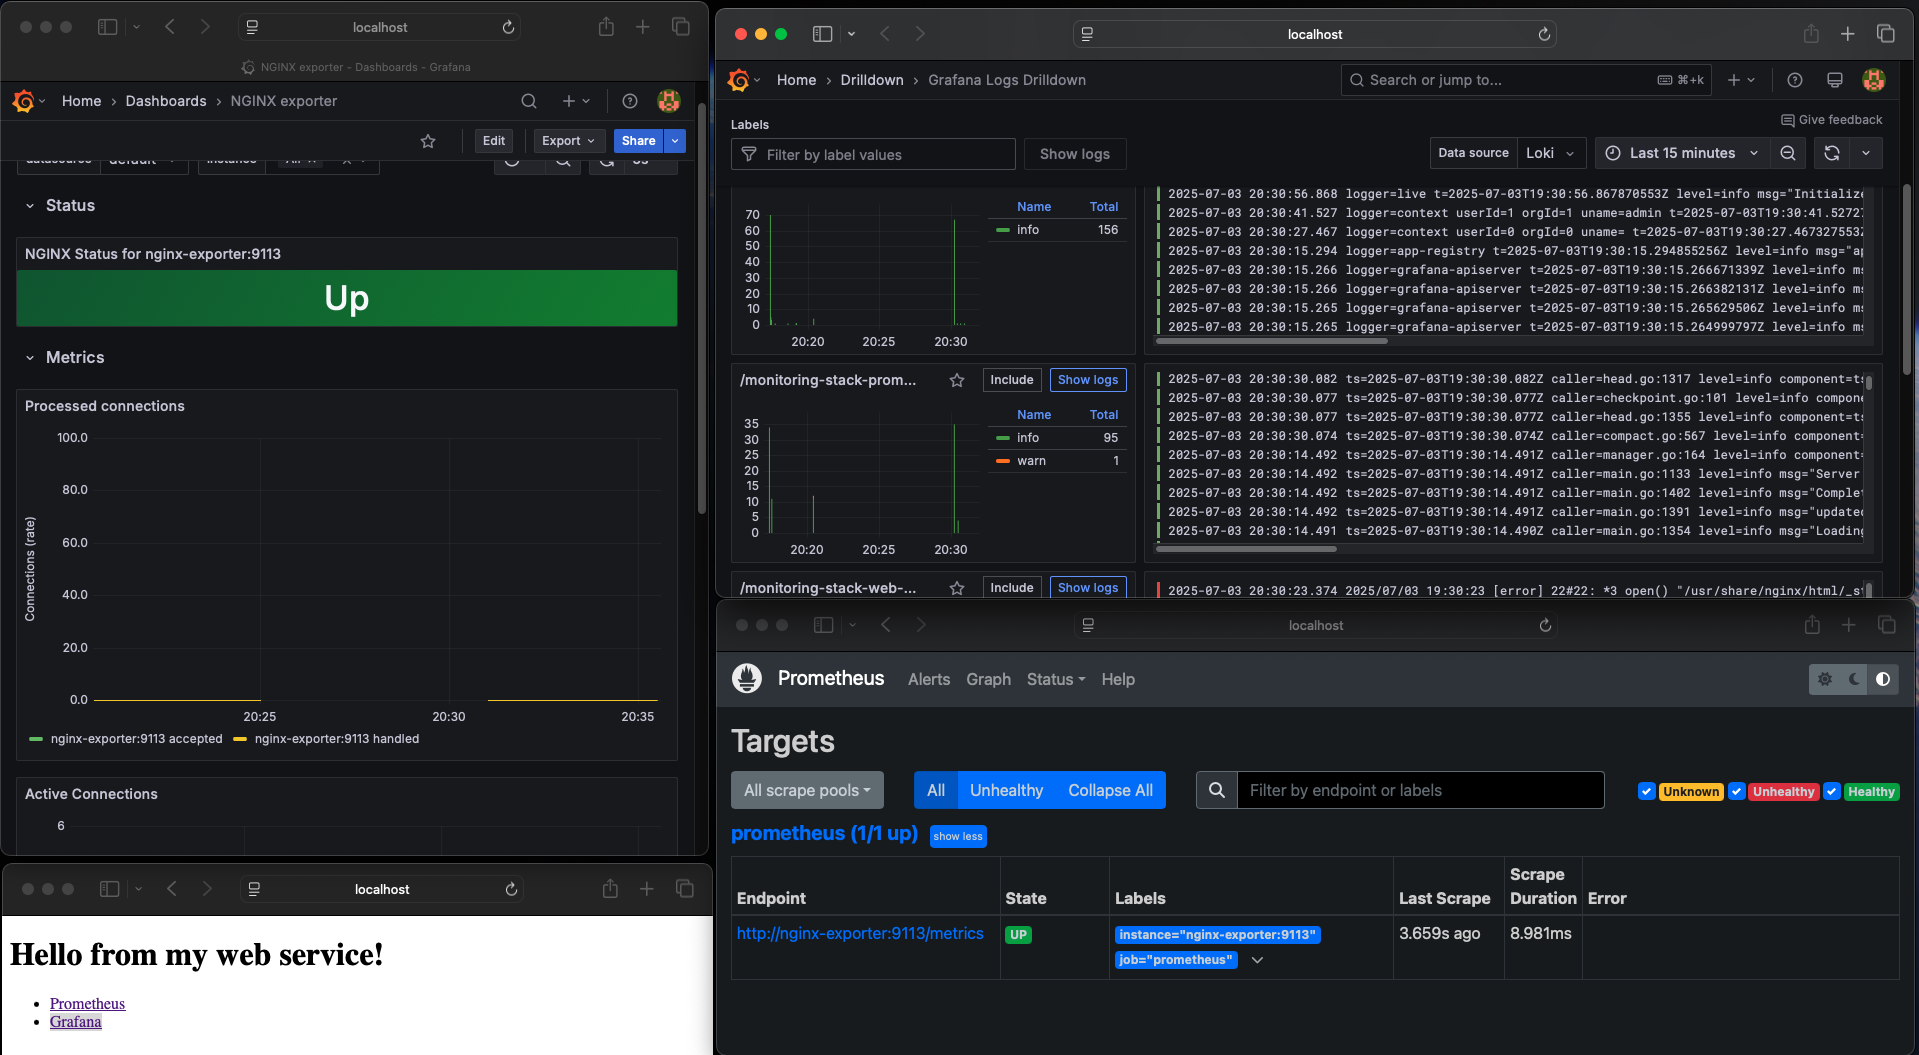 localhost
NGINX exporter - Dashboards - Grafana
Home › Dashboards › NGINX exporter
Edit
Export
Share
Status
NGINX Status for nginx-exporter:9113
Up
Metrics
Processed connections
Connections (rate)
100.0
80.0
60.0
40.0
20.0
0.0
20:25 20:30 20:35
nginx-exporter:9113 accepted nginx-exporter:9113 handled
Active Connections
6
localhost
Hello from my web service!
Prometheus
Grafana
localhost
Home › Drilldown › Grafana Logs Drilldown
Search or jump to...
⌘+k
Give feedback
Labels
Filter by label values
Show logs
Data source Loki
Last 15 minutes
70
60
50
40
30
20
10
0
20:20 20:25 20:30
Name Total
info 156
2025-07-03 20:30:56.868 logger=live t=2025-07-03T19:30:56.867870553Z level=info msg="Initialize
2025-07-03 20:30:41.527 logger=context userId=1 orgId=1 uname=admin t=2025-07-03T19:30:41.5272
2025-07-03 20:30:27.467 logger=context userId=0 orgId=0 uname= t=2025-07-03T19:30:27.467327553Z
2025-07-03 20:30:15.294 logger=app-registry t=2025-07-03T19:30:15.294855256Z level=info msg="ap
2025-07-03 20:30:15.266 logger=grafana-apiserver t=2025-07-03T19:30:15.266671339Z level=info ms
2025-07-03 20:30:15.266 logger=grafana-apiserver t=2025-07-03T19:30:15.266382131Z level=info ms
2025-07-03 20:30:15.265 logger=grafana-apiserver t=2025-07-03T19:30:15.265629506Z level=info ms
2025-07-03 20:30:15.265 logger=grafana-apiserver t=2025-07-03T19:30:15.264999797Z level=info ms
/monitoring-stack-prom...
Include
Show logs
35
30
25
20
15
10
5
0
20:20 20:25 20:30
Name Total
info 95
warn 1
2025-07-03 20:30:30.082 ts=2025-07-03T19:30:30.082Z caller=head.go:1317 level=info component=ts
2025-07-03 20:30:30.077 ts=2025-07-03T19:30:30.077Z caller=checkpoint.go:101 level=info compone
2025-07-03 20:30:30.077 ts=2025-07-03T19:30:30.077Z caller=head.go:1355 level=info component=ts
2025-07-03 20:30:30.074 ts=2025-07-03T19:30:30.074Z caller=compact.go:567 level=info component=
2025-07-03 20:30:14.492 ts=2025-07-03T19:30:14.491Z caller=manager.go:164 level=info component=
2025-07-03 20:30:14.492 ts=2025-07-03T19:30:14.491Z caller=main.go:1133 level=info msg="Server
2025-07-03 20:30:14.492 ts=2025-07-03T19:30:14.491Z caller=main.go:1402 level=info msg="Complet
2025-07-03 20:30:14.492 ts=2025-07-03T19:30:14.491Z caller=main.go:1391 level=info msg="updated
2025-07-03 20:30:14.491 ts=2025-07-03T19:30:14.490Z caller=main.go:1354 level=info msg="Loading
/monitoring-stack-web-...
Include
Show logs
2025-07-03 20:30:23.374 2025/07/03 19:30:23 [error] 22#22: *3 open() "/usr/share/nginx/html/_st
localhost
Prometheus Alerts Graph Status Help
Targets
All scrape pools
All Unhealthy Collapse All
Filter by endpoint or labels
Unknown Unhealthy Healthy
prometheus (1/1 up) show less
Endpoint State Labels Last Scrape Scrape Duration Error
http://nginx-exporter:9113/metrics UP instance="nginx-exporter:9113" 3.659s ago 8.981ms
job="prometheus"